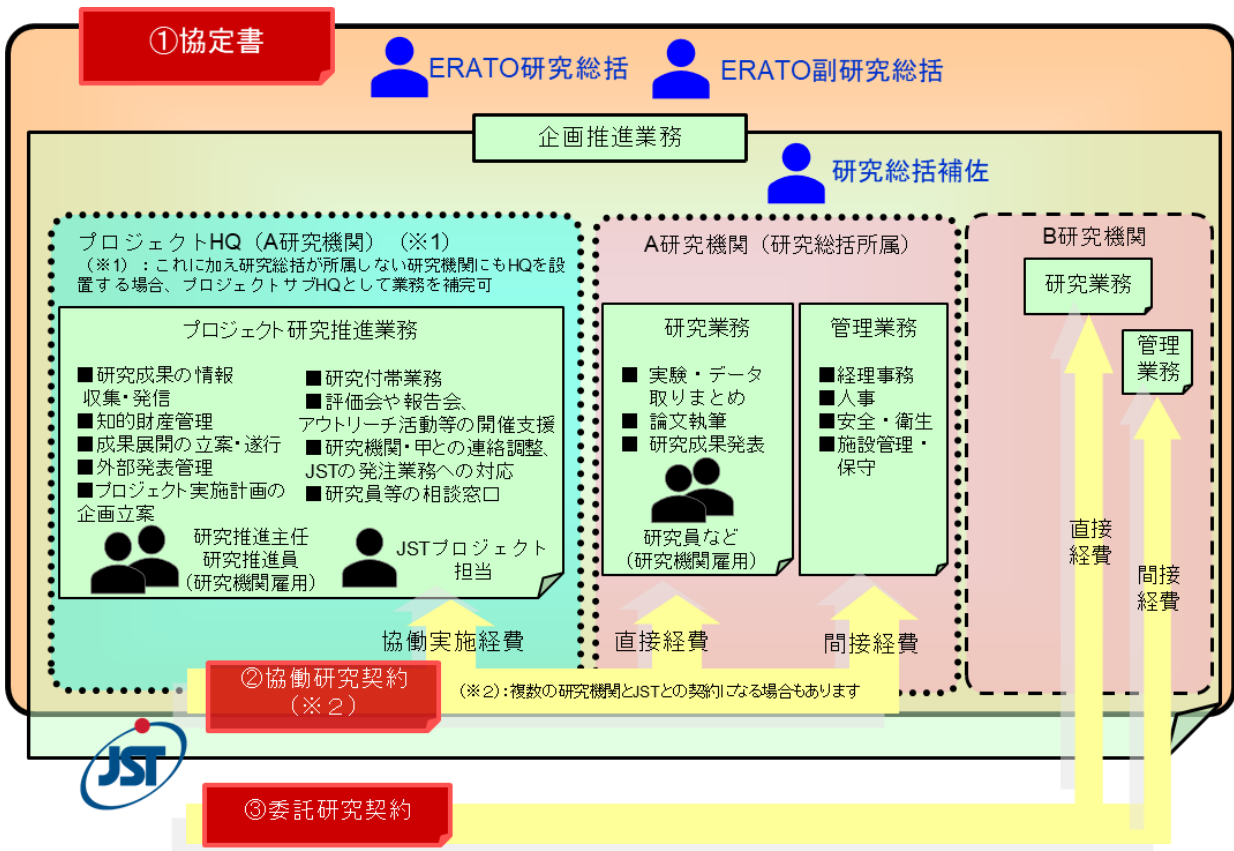 ①協定書
ERATO研究総括
ERATO副研究総括
企画推進業務
研究総括補佐
プロジェクトHQ（A研究機関）（※1）
（※1）：これに加え研究総括が所属しない研究機関にもHQを設
置する場合、プロジェクトサブHQとして業務を補完可
プロジェクト研究推進業務
■研究成果の情報
収集・発信
■知的財産管理
■成果展開の立案・遂行
■外部発表管理
■プロジェクト実施計画の
企画立案
■研究付帯業務
■評価会や報告会、
アウトリーチ活動等の開催支援
■研究機関・甲との連絡調整、
JSTの発注業務への対応
■研究員等の相談窓口
研究推進主任
研究推進員
(研究機関雇用)
JSTプロジェクト
担当
協働実施経費
A研究機関（研究総括所属）
研究業務
■ 実験・データ
取りまとめ
■ 論文執筆
■ 研究成果発表
研究員など
(研究機関雇用)
直接経費
管理業務
■経理事務
■人事
■安全・衛生
■施設管理・
保守
間接経費
B研究機関
研究業務
管理
業務
直接
経費
間接
経費
②協働研究契約
（※２）
（※２）：複数の研究機関とJSTとの契約になる場合もあります
JST
③委託研究契約